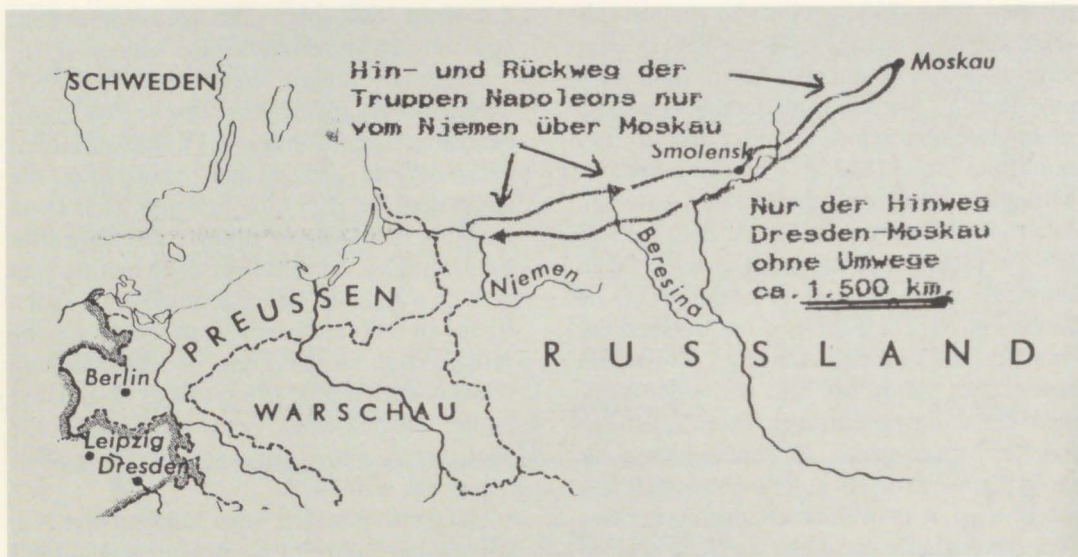 SCHWEDEN
Hin- und Rückweg der
Truppen Napoleons nur
vom Njemen über Moskau
Moskau
Smolensk
Nur der Hinweg
Dresden-Moskau
ohne Umwege
ca. 1.500 km.
Njemen
Beresina
PREUSSEN
RUSSLAND
Berlin
WARSCHAU
Leipzig
Dresden